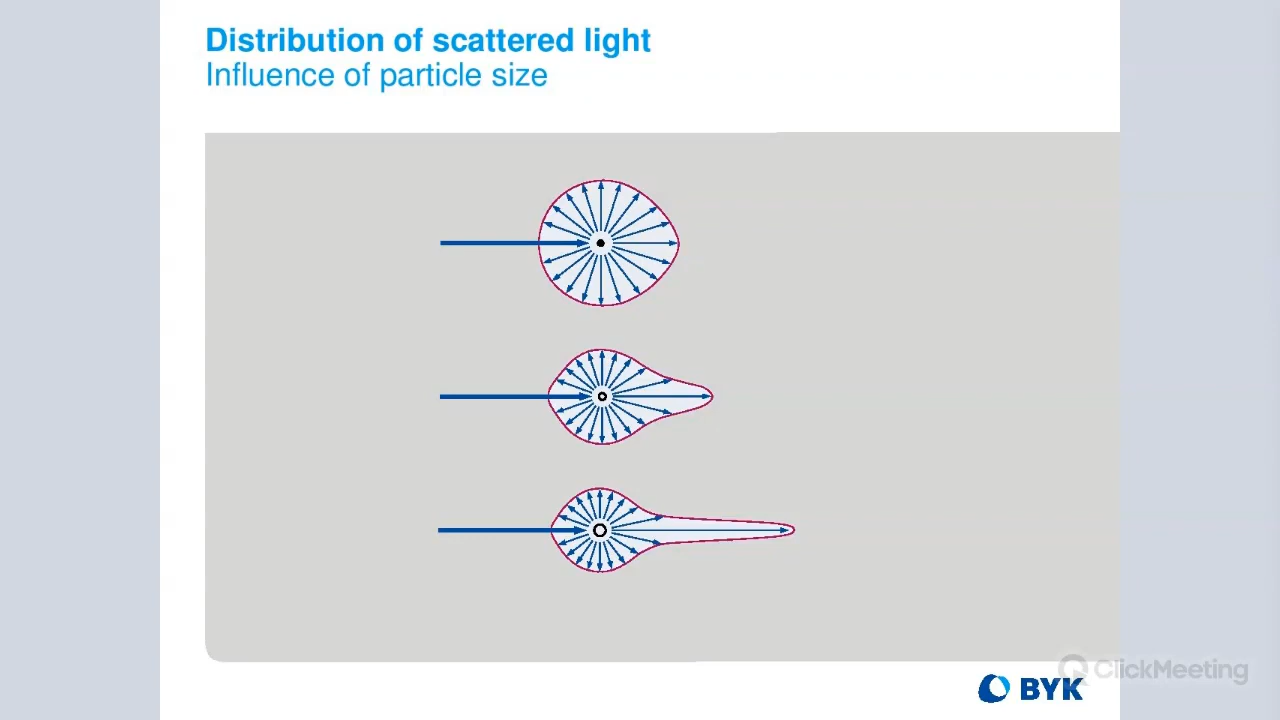 Distribution of scattered light
Influence of particle size
ClickMeeting
BYK